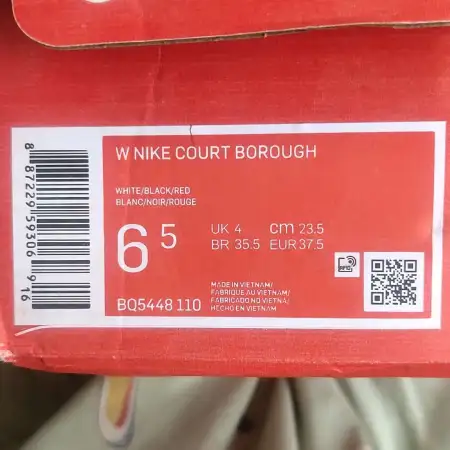 W NIKE COURT BOROUGH
WHITE/BLACK/RED
BLANC/NOIR/ROUGE
6 5
UK 4 cm 23.5
BR 35.5 EUR 37.5
BQ5448 110
MADE IN VIETNAM/
FABRIQUE AU VIETNAM/
FABRICADO NO VIETNA/
HECHO EN VIETNAM
RFID
8 87229 59306 9 16